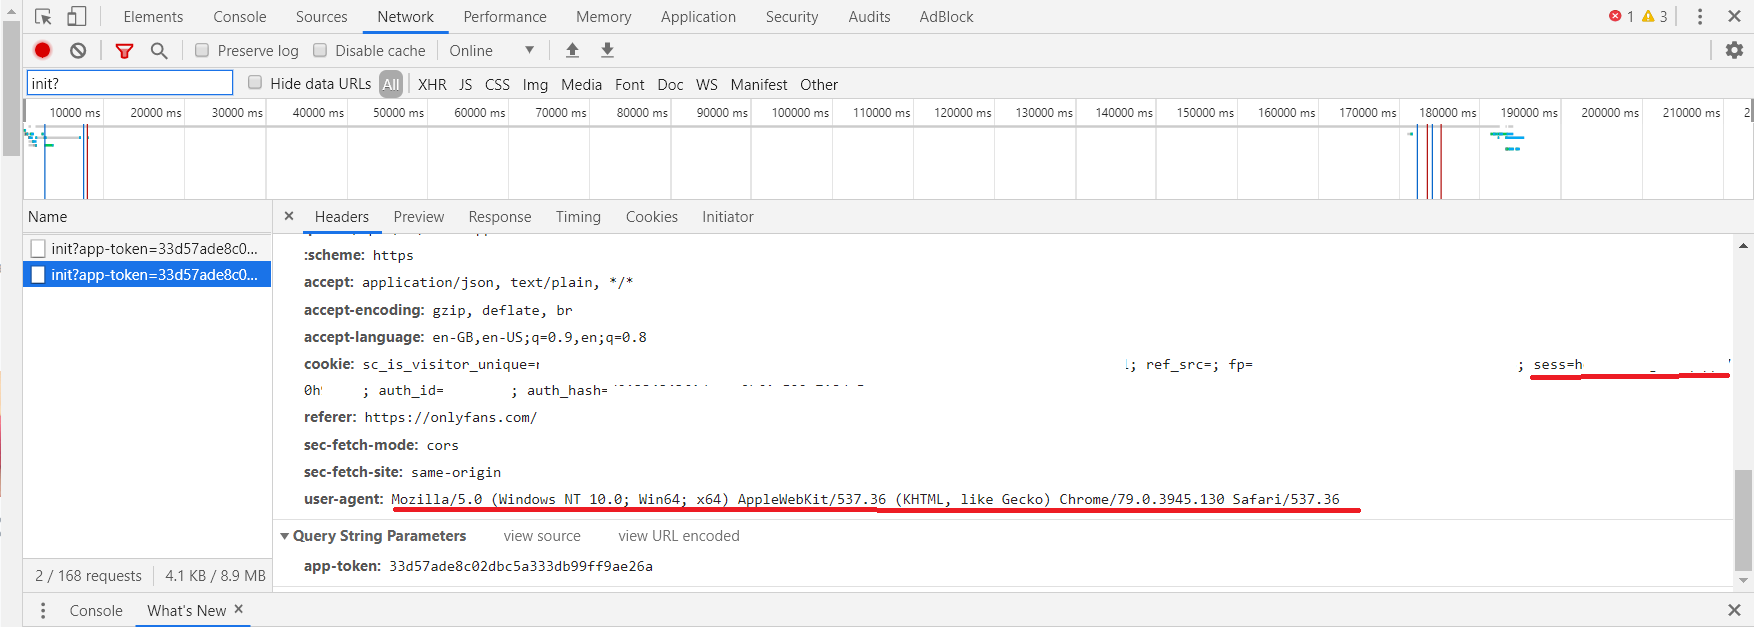 Elements Console Sources Network Performance Memory Application Security Audits AdBlock 1 3
Preserve log Disable cache Online
init? Hide data URLs All XHR JS CSS Img Media Font Doc WS Manifest Other
10000 ms 20000 ms 30000 ms 40000 ms 50000 ms 60000 ms 70000 ms 80000 ms 90000 ms 100000 ms 110000 ms 120000 ms 130000 ms 140000 ms 150000 ms 160000 ms 170000 ms 180000 ms 190000 ms 200000 ms 210000 ms 2
Name × Headers Preview Response Timing Cookies Initiator
init?app-token=33d57ade8c0...
init?app-token=33d57ade8c0...
:scheme: https
accept: application/json, text/plain, */*
accept-encoding: gzip, deflate, br
accept-language: en-GB,en-US;q=0.9,en;q=0.8
cookie: sc_is_visitor_unique= ; ref_src=; fp= ; sess=h
0h ; auth_id= ; auth_hash=
referer: https://onlyfans.com/
sec-fetch-mode: cors
sec-fetch-site: same-origin
user-agent: Mozilla/5.0 (Windows NT 10.0; Win64; x64) AppleWebKit/537.36 (KHTML, like Gecko) Chrome/79.0.3945.130 Safari/537.36
Query String Parameters view source view URL encoded
app-token: 33d57ade8c02dbc5a333db99ff9ae26a
2 / 168 requests 4.1 KB / 8.9 MB
Console What's New ×